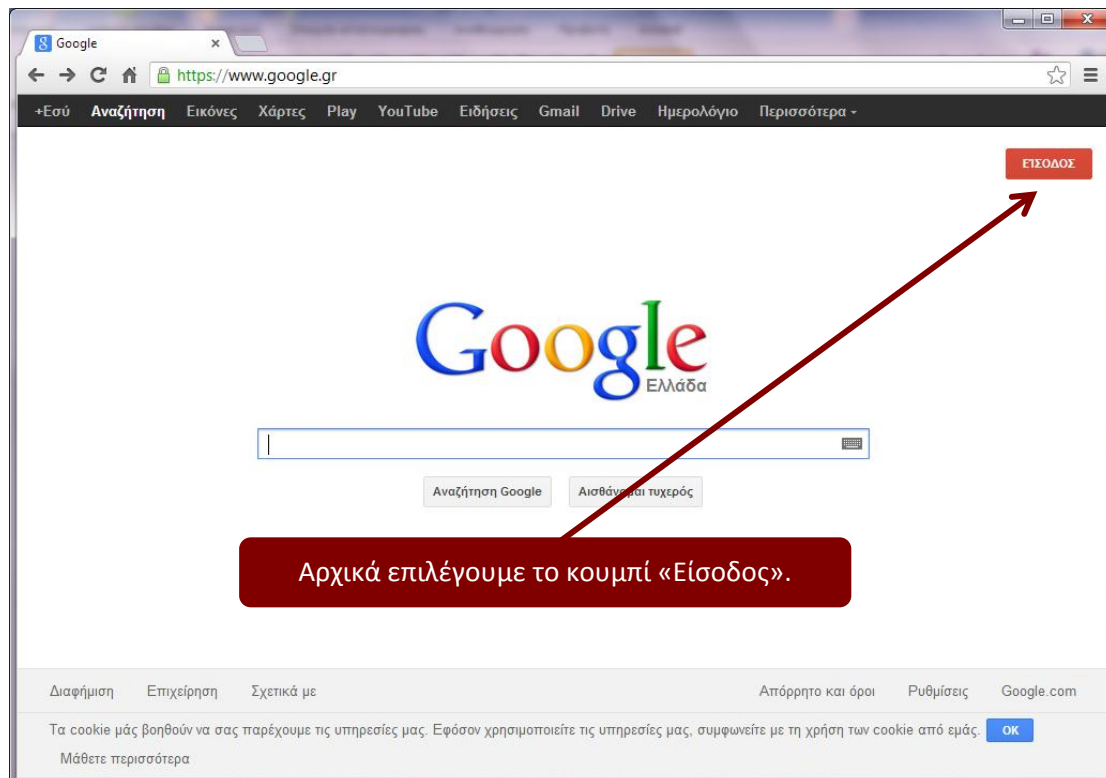 Google
https://www.google.gr
+Εσύ Αναζήτηση Εικόνες Χάρτες Play YouTube Ειδήσεις Gmail Drive Ημερολόγιο Περισσότερα
ΕΊΣΟΔΟΣ
Google
Ελλάδα
Αναζήτηση Google Αισθάνομαι τυχερός
Αρχικά επιλέγουμε το κουμπί «Είσοδος».
Διαφήμιση Επιχείρηση Σχετικά με Απόρρητο και όροι Ρυθμίσεις Google.com
Τα cookie μάς βοηθούν να σας παρέχουμε τις υπηρεσίες μας. Εφόσον χρησιμοποιείτε τις υπηρεσίες μας, συμφωνείτε με τη χρήση των cookie από εμάς. OK
Μάθετε περισσότερα